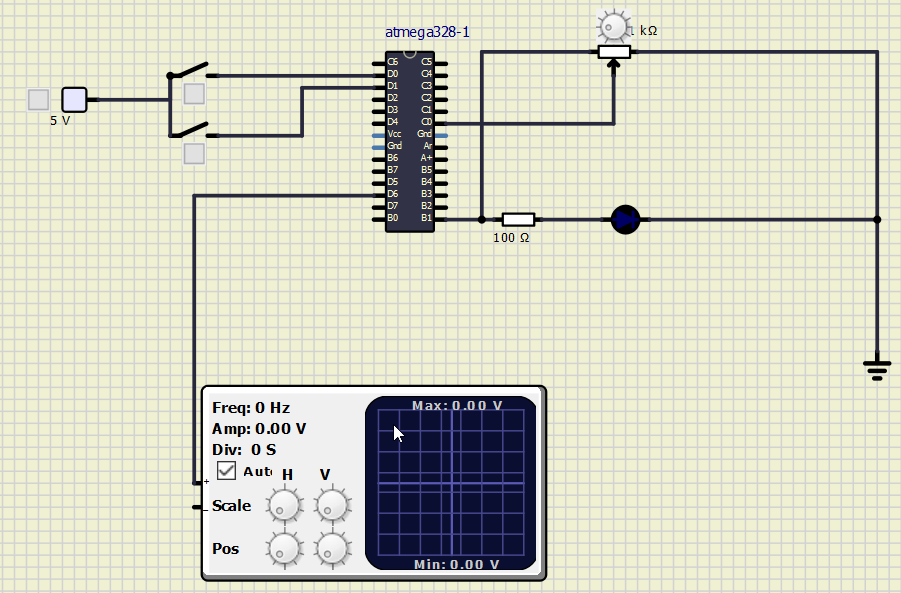 atmega328-1
1 kΩ
C6 C5
D0 C4
D1 C3
D2 C2
D3 C1
D4 C0
Vcc Gnd
Gnd Ar
B6 A+
B7 B5
D5 B4
D6 B3
D7 B2
B0 B1
5 V
100 Ω
Freq: 0 Hz
Amp: 0.00 V
Div: 0 S
Auto
H V
+
Scale
−
Pos
Max: 0.00 V
Min: 0.00 V